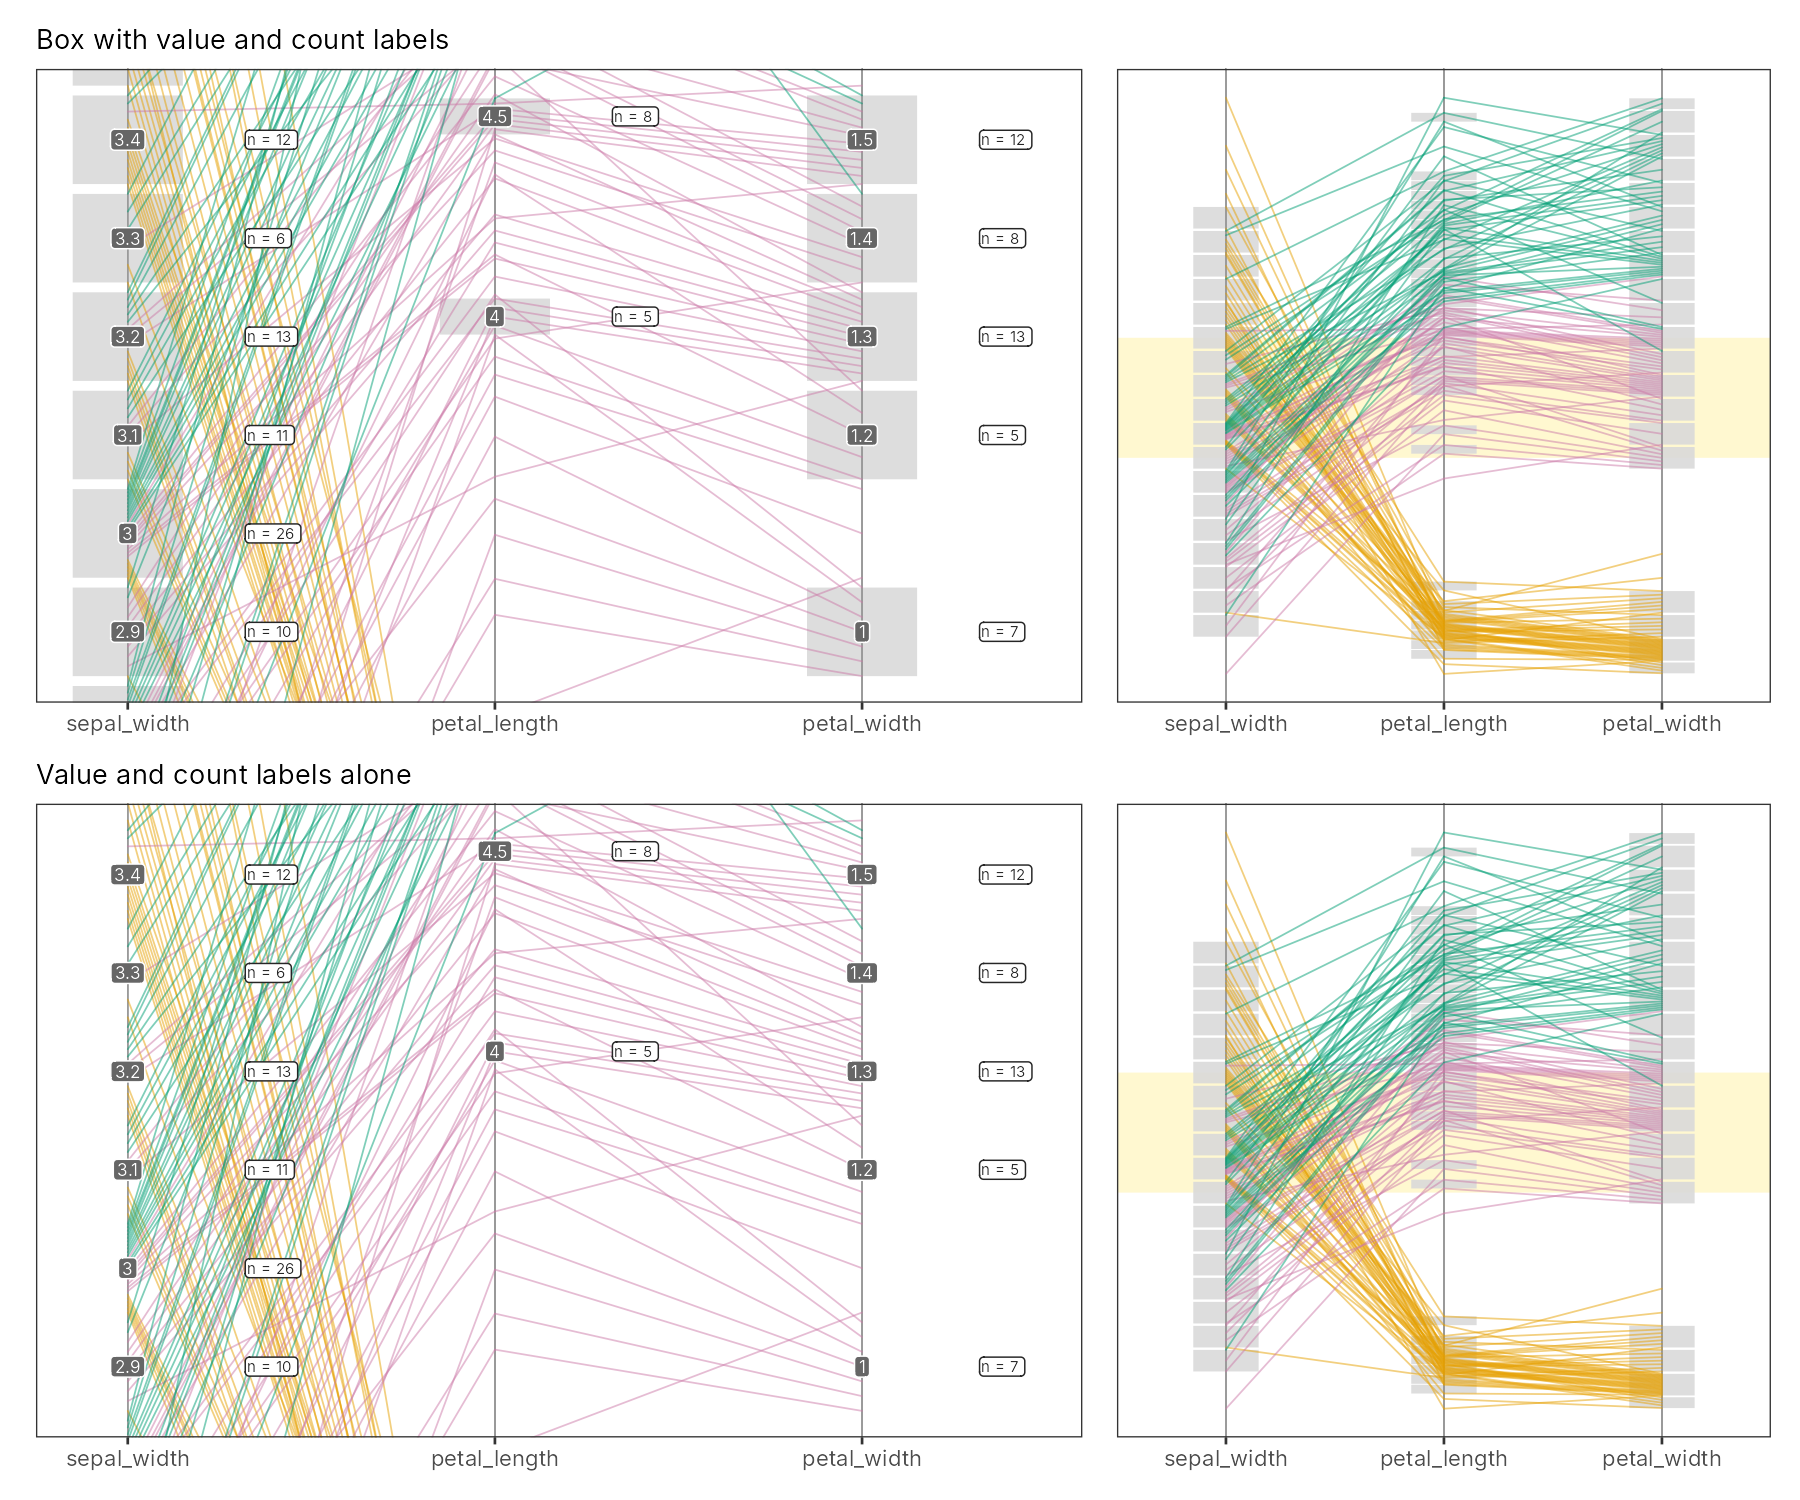 Box with value and count labels
4.5 n = 8
3.4 n = 12 1.5 n = 12
3.3 n = 6 1.4 n = 8
4 n = 5
3.2 n = 13 1.3 n = 13
3.1 n = 11 1.2 n = 5
3 n = 26
2.9 n = 10 1 n = 7
sepal_width petal_length petal_width sepal_width petal_length petal_width
Value and count labels alone
4.5 n = 8
3.4 n = 12 1.5 n = 12
3.3 n = 6 1.4 n = 8
4 n = 5
3.2 n = 13 1.3 n = 13
3.1 n = 11 1.2 n = 5
3 n = 26
2.9 n = 10 1 n = 7
sepal_width petal_length petal_width sepal_width petal_length petal_width